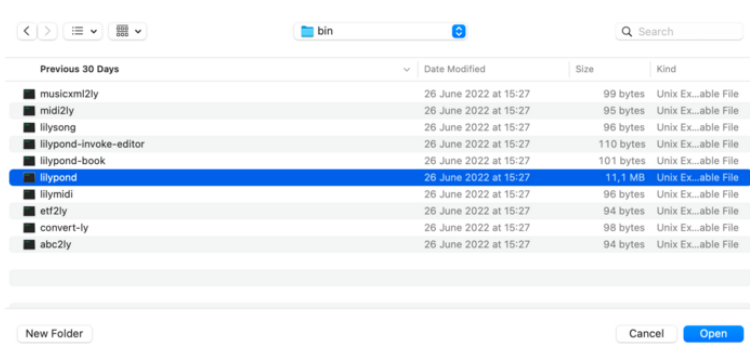 bin
Search
Previous 30 Days Date Modified Size Kind
musicxml2ly 26 June 2022 at 15:27 99 bytes Unix Ex...able File
midi2ly 26 June 2022 at 15:27 95 bytes Unix Ex...able File
lilysong 26 June 2022 at 15:27 96 bytes Unix Ex...able File
lilypond-invoke-editor 26 June 2022 at 15:27 110 bytes Unix Ex...able File
lilypond-book 26 June 2022 at 15:27 101 bytes Unix Ex...able File
lilypond 26 June 2022 at 15:27 11,1 MB Unix Ex...able File
lilymidi 26 June 2022 at 15:27 96 bytes Unix Ex...able File
etf2ly 26 June 2022 at 15:27 94 bytes Unix Ex...able File
convert-ly 26 June 2022 at 15:27 98 bytes Unix Ex...able File
abc2ly 26 June 2022 at 15:27 94 bytes Unix Ex...able File
New Folder Cancel Open